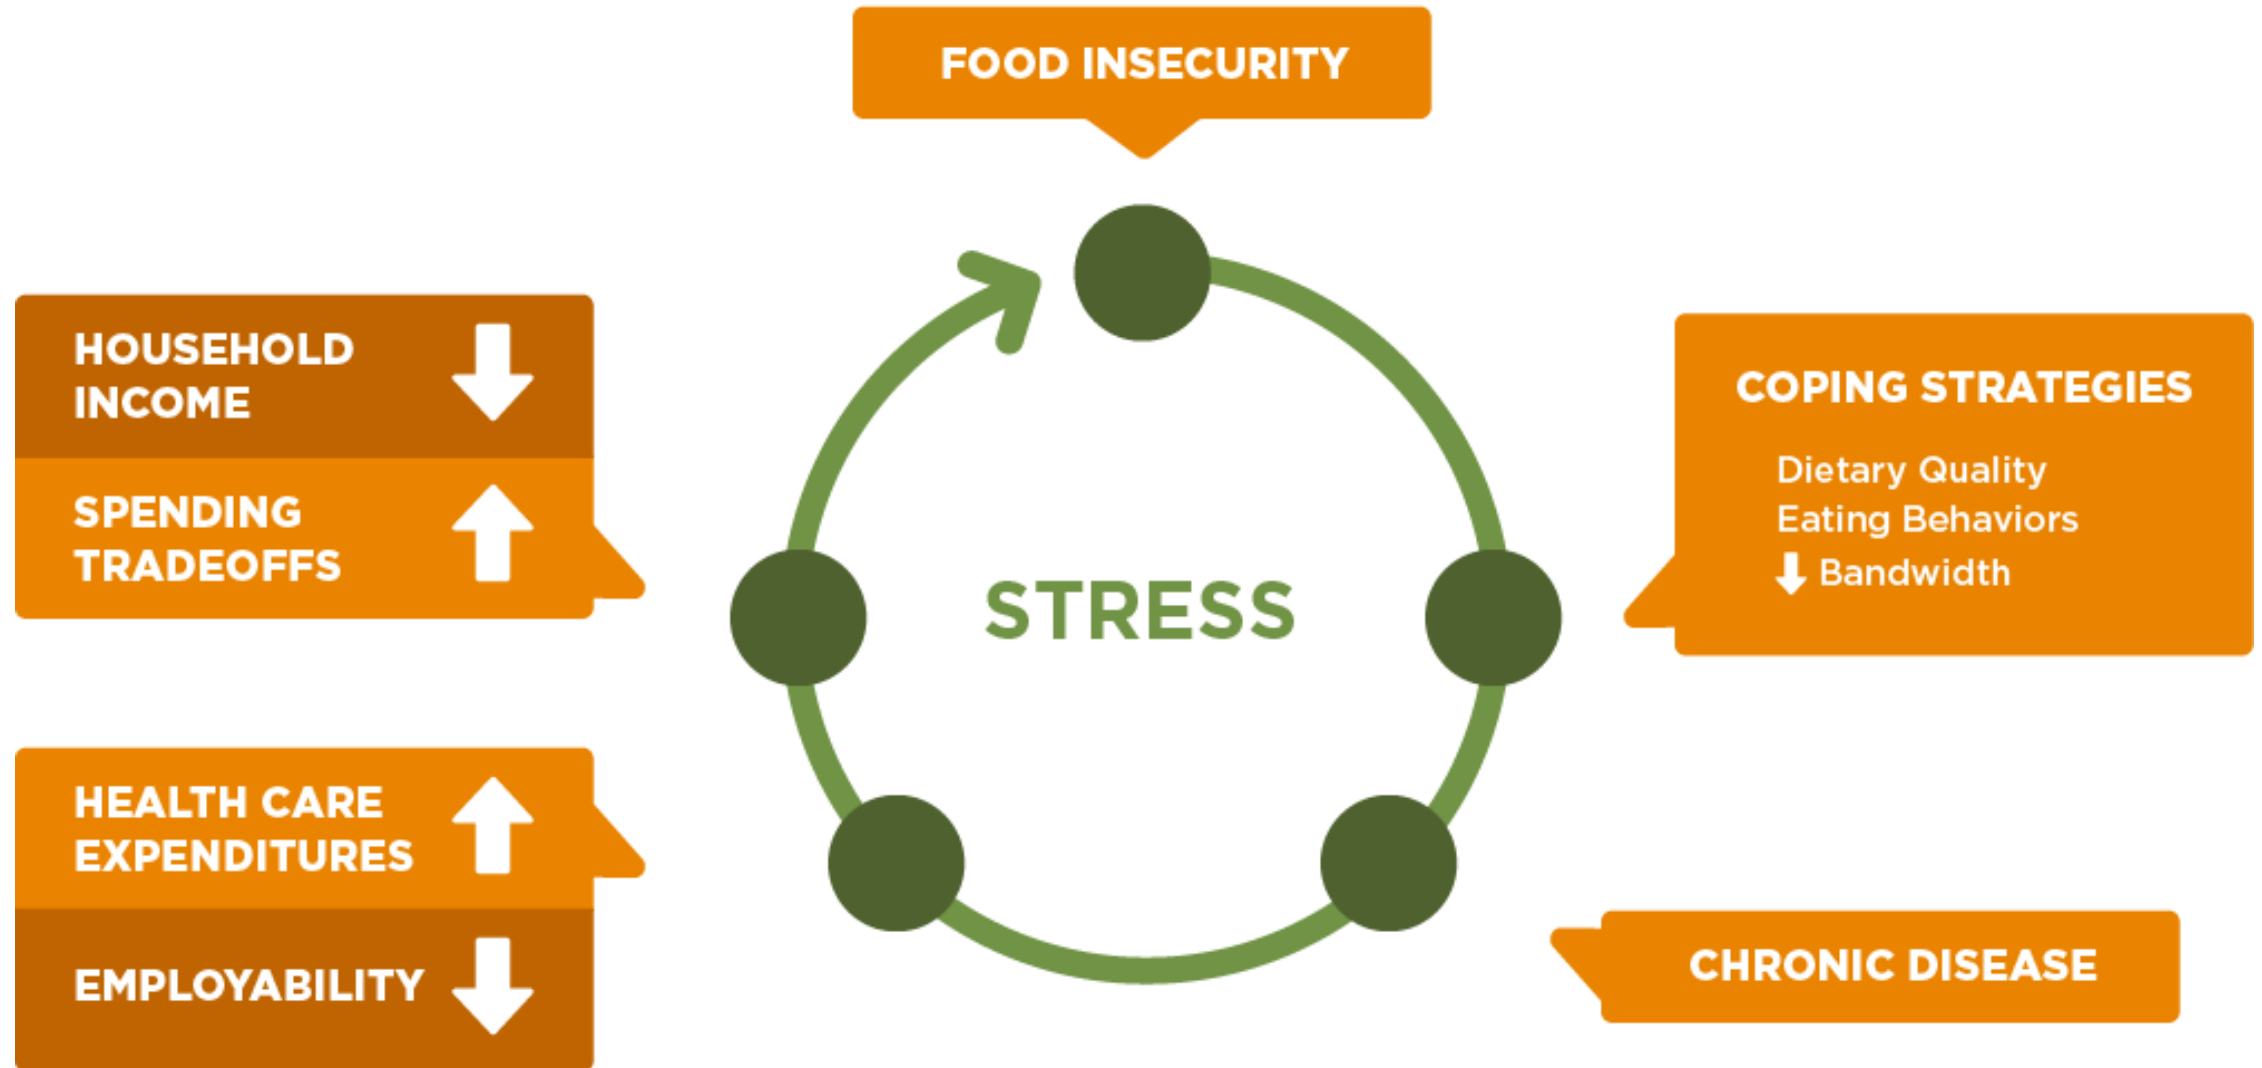 FOOD INSECURITY
HOUSEHOLD
INCOME
SPENDING
TRADEOFFS
STRESS
COPING STRATEGIES
Dietary Quality
Eating Behaviors
Bandwidth
HEALTH CARE
EXPENDITURES
EMPLOYABILITY
CHRONIC DISEASE